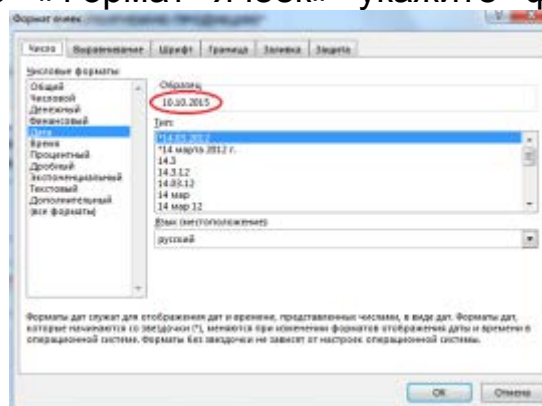 «Формат ячеек» укажите
Формат ячеек
Число Выравнивание Шрифт Граница Заливка Защита
Числовые форматы:
Общий
Числовой
Денежный
Финансовый
Дата
Время
Процентный
Дробный
Экспоненциальный
Текстовый
Дополнительный
(все форматы)
Образец
10.10.2015
Тип:
*14.03.2012
*14 марта 2012 г.
14.3
14.3.12
14.03.12
14 мар
14 мар 12
Язык (местоположение):
русский
Форматы дат служат для отображения дат и времени, представленных числами, в виде дат. Форматы дат,
которые начинаются со звездочки (*), меняются при изменении форматов отображения даты и времени в
операционной системе. Форматы без звездочки не зависят от настроек операционной системы.
ОК Отмена